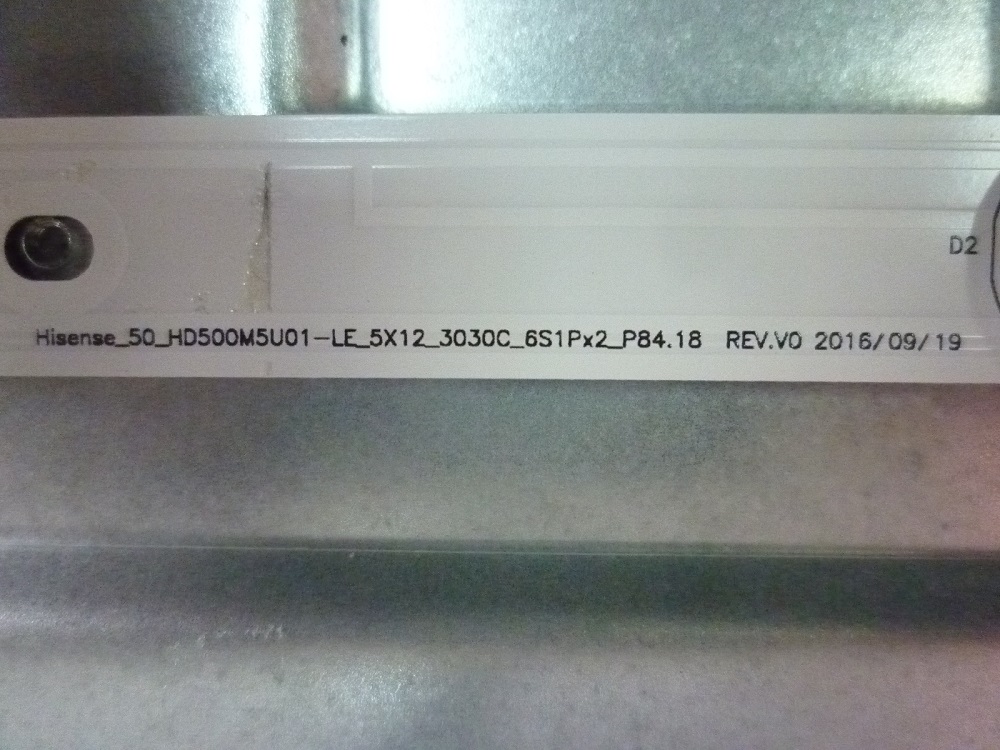 D2
Hisense_50_HD500M5U01-LE_5X12_3030C_6S1Px2_P84.18 REV.V0 2016/09/19